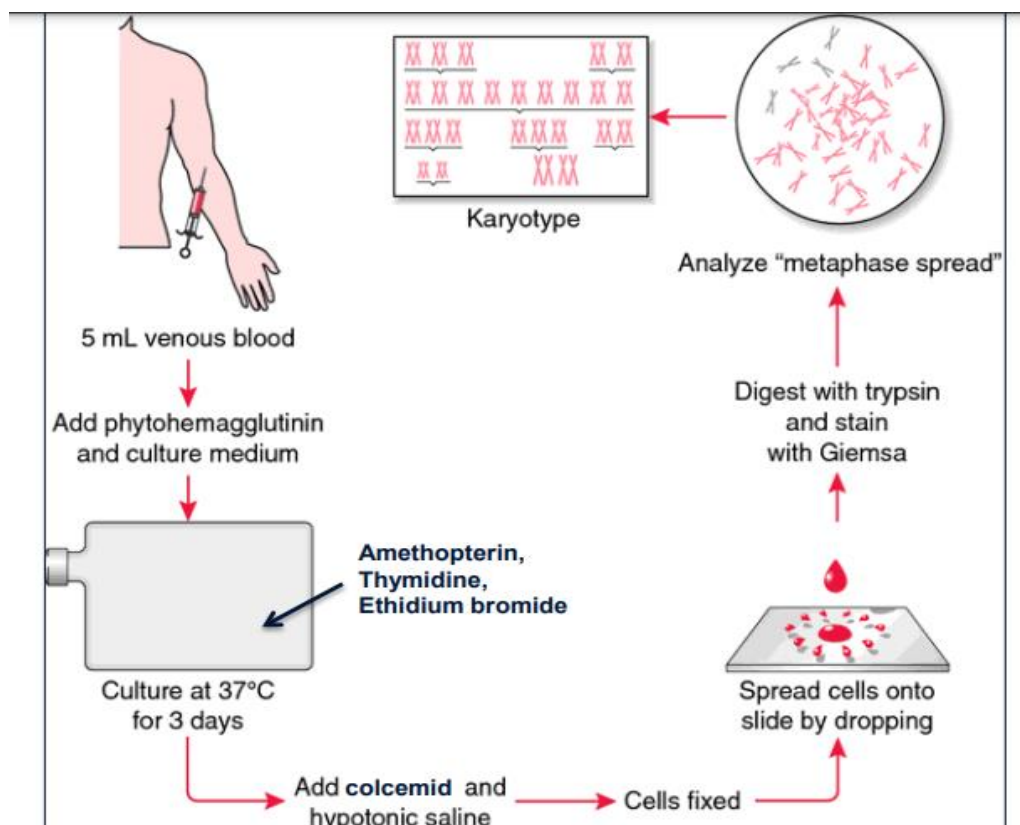 5 mL venous blood
Add phytohemagglutinin
and culture medium
Amethopterin,
Thymidine,
Ethidium bromide
Culture at 37°C
for 3 days
Add colcemid and
hypotonic saline
Cells fixed
Spread cells onto
slide by dropping
Digest with trypsin
and stain
with Giemsa
Analyze “metaphase spread”
Karyotype